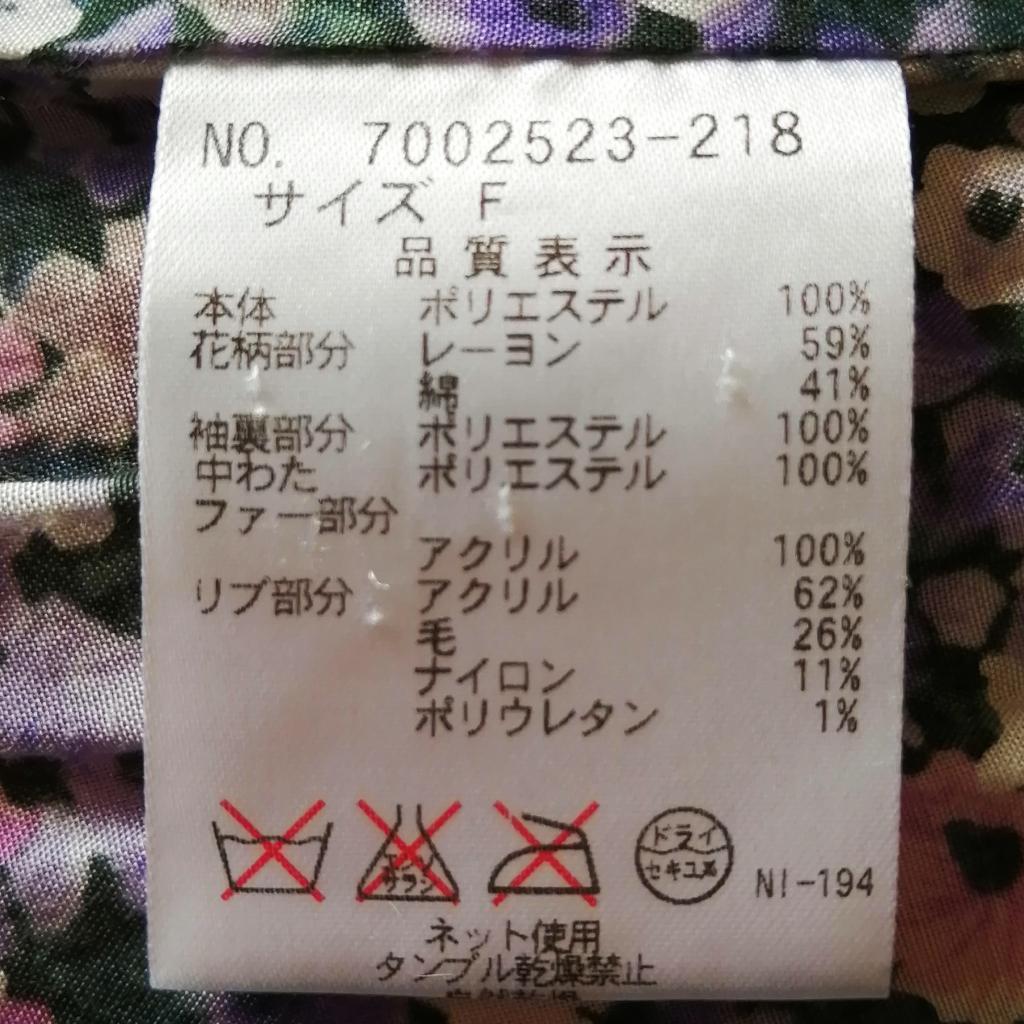 NO. 7002523-218
サイズ F
品質表示
本体 ポリエステル 100%
花柄部分 レーヨン 59%
綿 41%
袖裏部分 ポリエステル 100%
中わた ポリエステル 100%
ファー部分
アクリル 100%
リブ部分 アクリル 62%
毛 26%
ナイロン 11%
ポリウレタン 1%
エンソサラシ
ドライ
セキユ系
NI-194
ネット使用
タンブル乾燥禁止